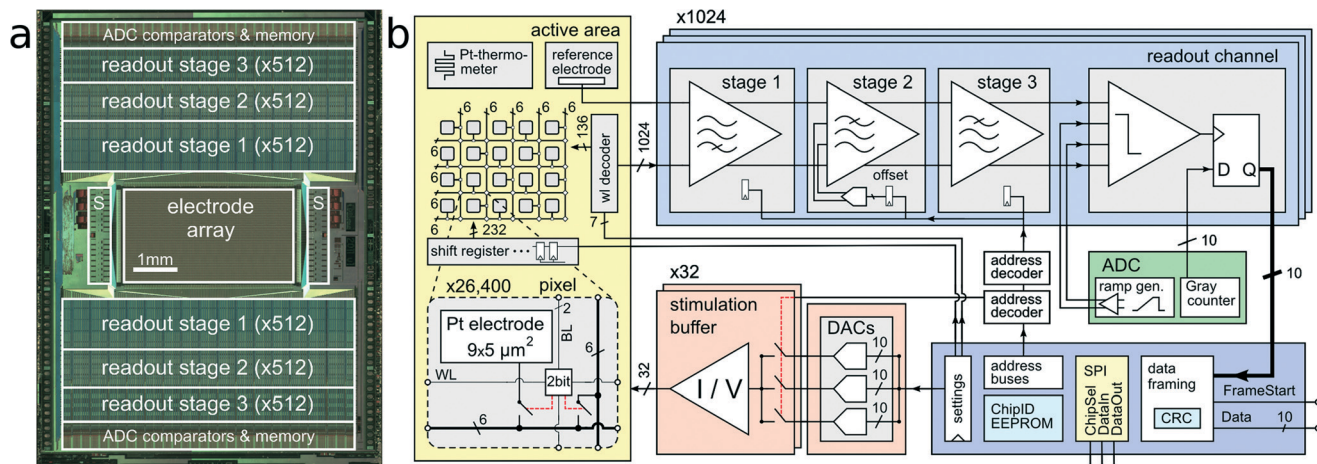 a
ADC comparators & memory
readout stage 3 (x512)
readout stage 2 (x512)
readout stage 1 (x512)
S
electrode
array
1mm
S
readout stage 1 (x512)
readout stage 2 (x512)
readout stage 3 (x512)
ADC comparators & memory
b
active area
Pt-thermo-
meter
reference
electrode
6 6 6 6 6
6
6
6
6
136
wl decoder
1024
7
232
shift register ···
x26,400
pixel
Pt electrode
9x5 µm²
2
BL
6
WL
2bit
6
x1024
readout channel
stage 1
stage 2
stage 3
offset
D Q
10
10
ADC
ramp gen.
Gray
counter
address
decoder
address
decoder
x32
stimulation
buffer
I / V
32
DACs
10
10
10
settings
address
buses
ChipID
EEPROM
SPI
ChipSel
DataIn
DataOut
data
framing
CRC
FrameStart
Data
10